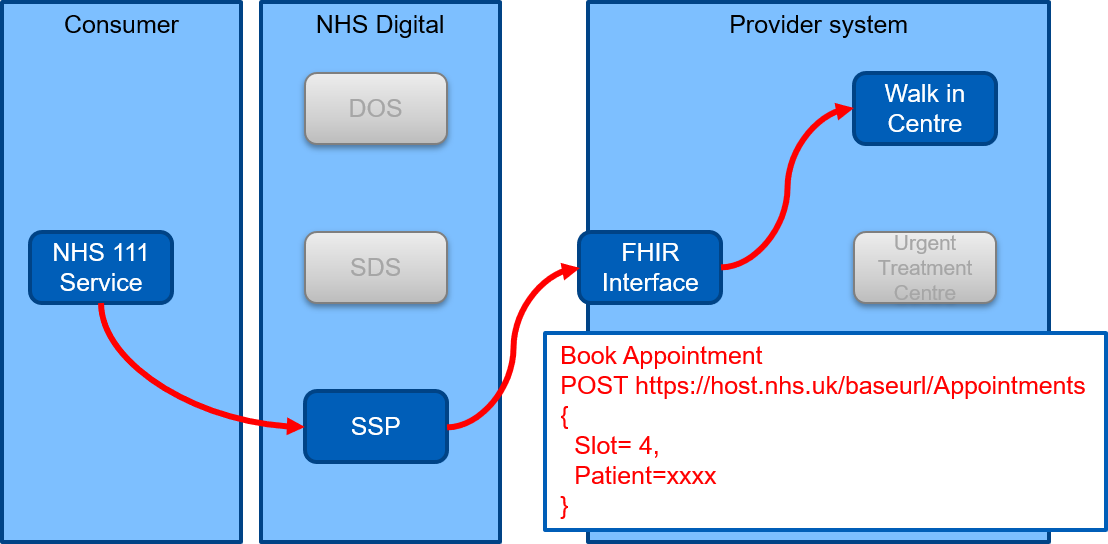 Consumer
NHS Digital
Provider system
DOS
Walk in
Centre
NHS 111
Service
SDS
FHIR
Interface
Urgent
Treatment
Centre
SSP
Book Appointment
POST https://host.nhs.uk/baseurl/Appointments
{
Slot= 4,
Patient=xxxx
}